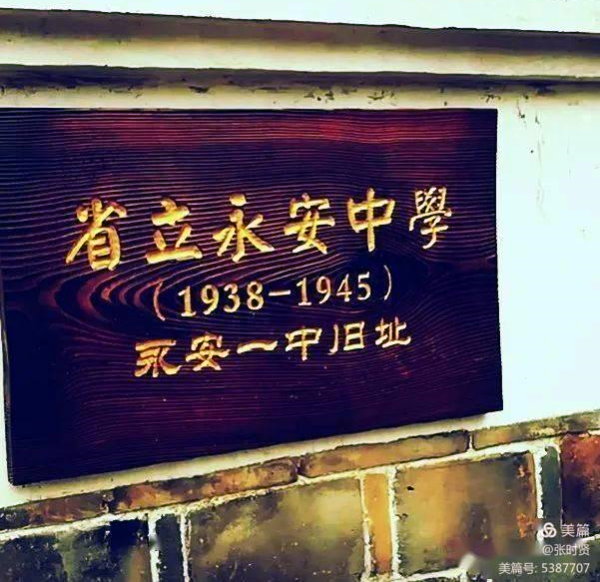 省立永安中學
(1938-1945)
永安一中旧址
美篇
@张时贤
美篇号: 5387707